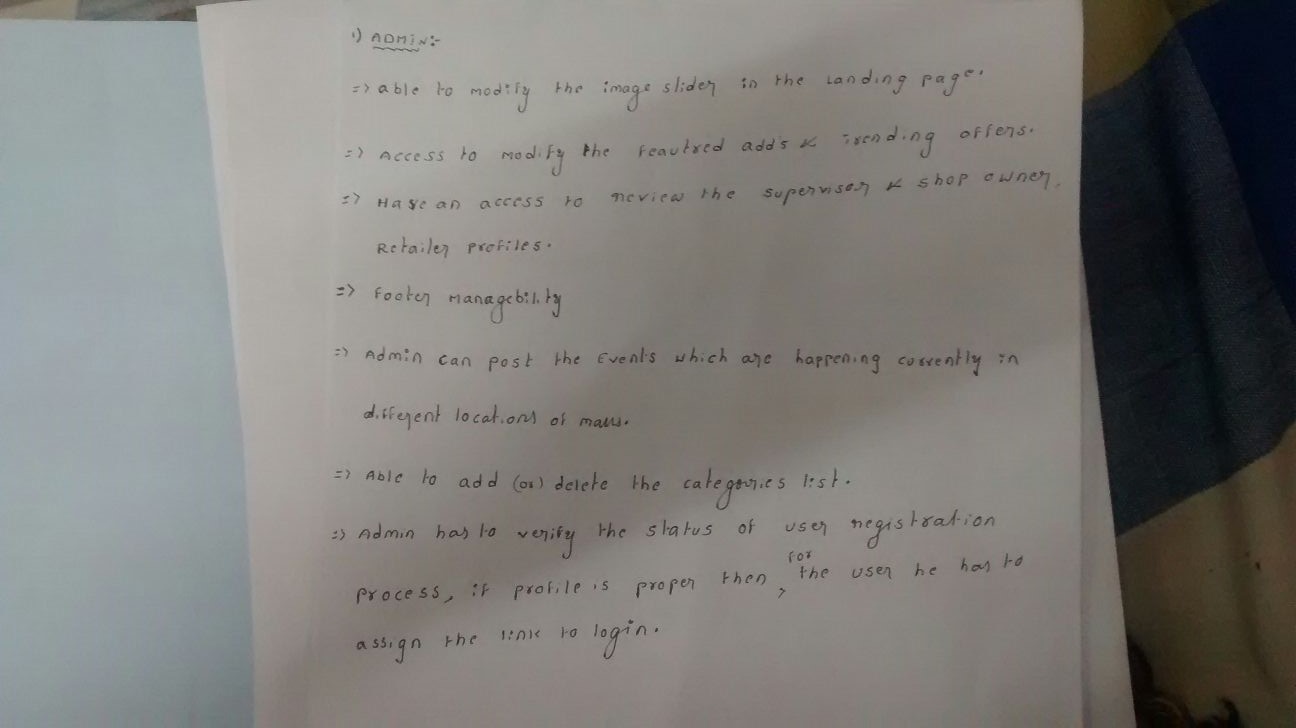 1) ADMIN:-
=> able to modify the image slider in the Landing page.
=> Access to modify the feautred adds & trending offers.
=> Have an access to review the supervisor & shop owner,
Retailer profiles.
=> Footer Managebility
=> Admin can post the Events which are happening currently in
different locations of malls.
=> Able to add (or) delete the categories list.
=> Admin has to verify the status of user registration
process, if profile is proper then, for the user he has to
assign the link to login.